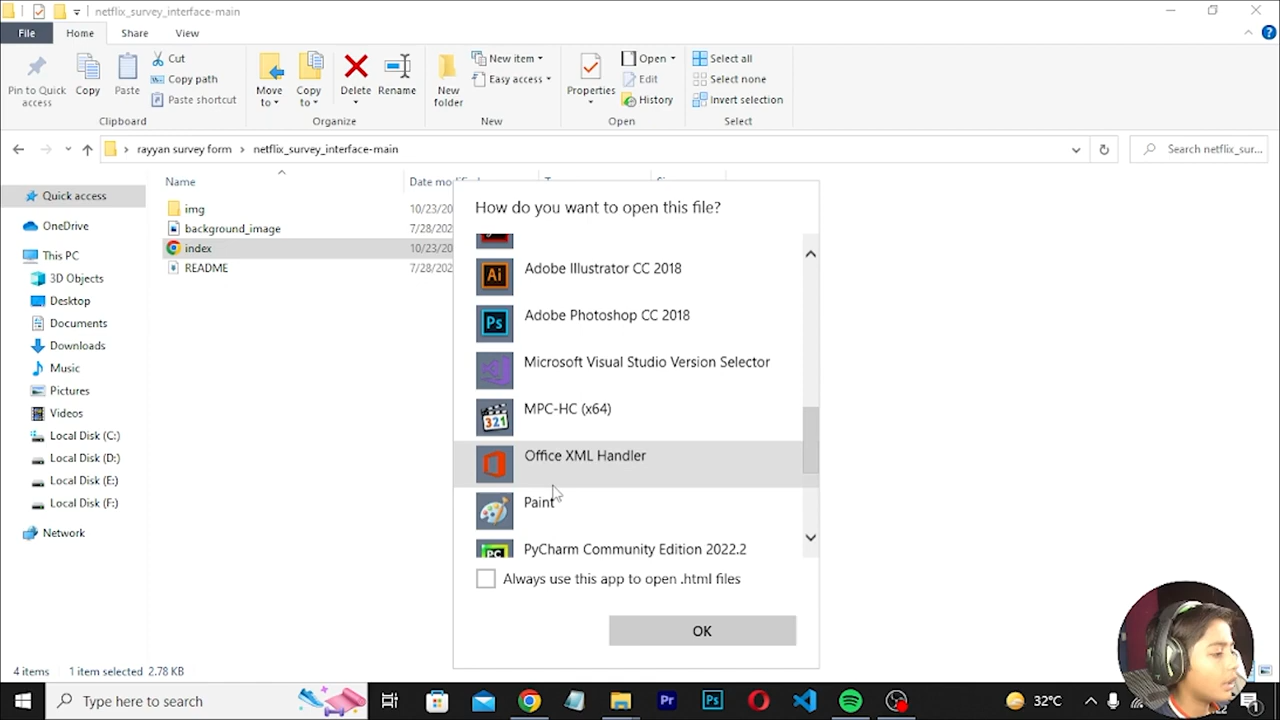 netflix_survey_interface-main
File
Home
Share
View
Pin to Quick access
Copy
Paste
Cut
Copy path
Paste shortcut
Clipboard
Move to
Copy to
Delete
Rename
Organize
New folder
New item
Easy access
New
Properties
Open
Edit
History
Open
Select all
Select none
Invert selection
Select
rayyan survey form
netflix_survey_interface-main
Search netflix_sur...
Quick access
OneDrive
This PC
3D Objects
Desktop
Documents
Downloads
Music
Pictures
Videos
Local Disk (C:)
Local Disk (D:)
Local Disk (E:)
Local Disk (F:)
Network
Name
Date
img
10/23/20
background_image
7/28/202
index
10/23/20
README
7/28/202
How do you want to open this file?
Ai
Adobe Illustrator CC 2018
Ps
Adobe Photoshop CC 2018
Microsoft Visual Studio Version Selector
321
MPC-HC (x64)
Office XML Handler
Paint
PC
PyCharm Community Edition 2022.2
Always use this app to open .html files
OK
4 items
1 item selected 2.78 KB
Type here to search
Pr
Ps
32°C